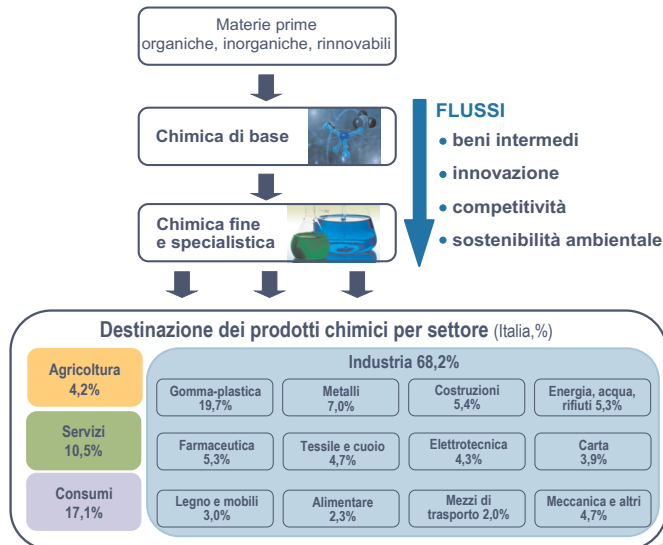 Materie prime
organiche, inorganiche, rinnovabili
Chimica di base
Chimica fine
e specialistica
FLUSSI
• beni intermedi
• innovazione
• competitività
• sostenibilità ambientale
Destinazione dei prodotti chimici per settore (Italia,%)
Agricoltura
4,2%
Servizi
10,5%
Consumi
17,1%
Industria 68,2%
Gomma-plastica
19,7%
Metalli
7,0%
Costruzioni
5,4%
Energia, acqua,
rifiuti 5,3%
Farmaceutica
5,3%
Tessile e cuoio
4,7%
Elettrotecnica
4,3%
Carta
3,9%
Legno e mobili
3,0%
Alimentare
2,3%
Mezzi di
trasporto 2,0%
Meccanica e altri
4,7%